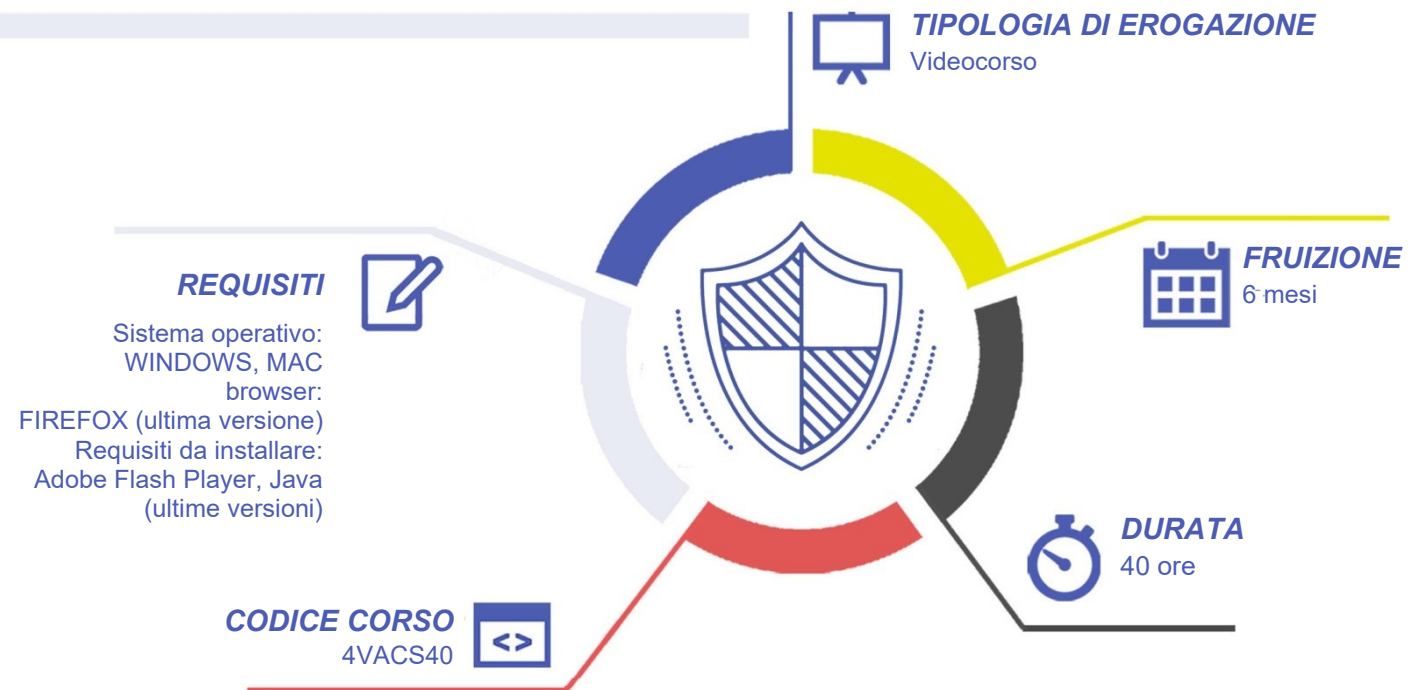 TIPOLOGIA DI EROGAZIONE
Videocorso
FRUIZIONE
6 mesi
REQUISITI
Sistema operativo:
WINDOWS, MAC
browser:
FIREFOX (ultima versione)
Requisiti da installare:
Adobe Flash Player, Java
(ultime versioni)
DURATA
40 ore
CODICE CORSO
4VACS40
<>